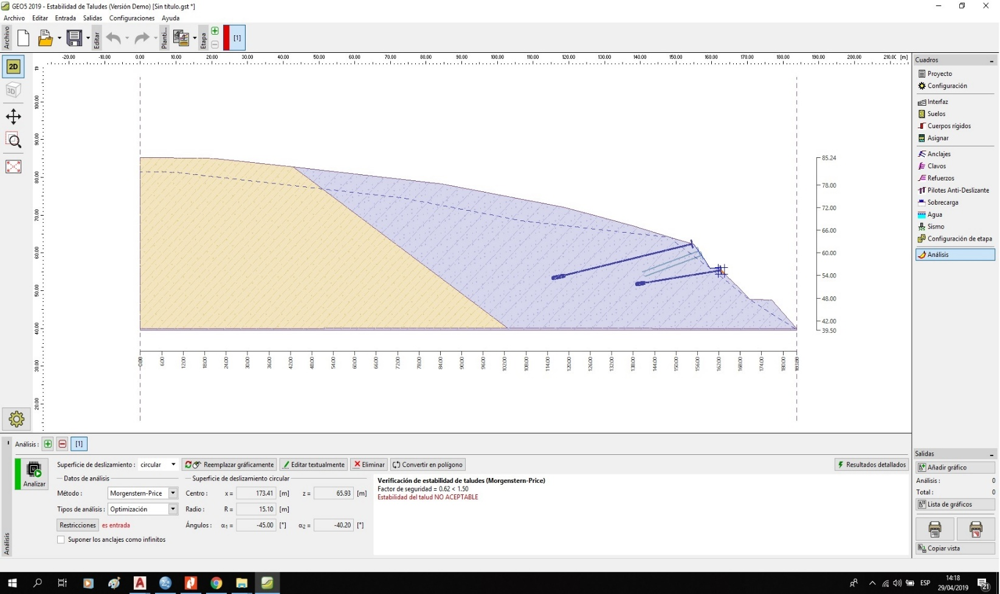 GEO5 2019 - Estabilidad de Taludes (Versión Demo) [Sin título.gst *]
Archivo Editar Entrada Salidas Configuraciones Ayuda
Archivo Editar Planti... Etapa [1]
-20.00 -10.00 0.00 10.00 20.00 30.00 40.00 50.00 60.00 70.00 80.00 90.00 100.00 110.00 120.00 130.00 140.00 150.00 160.00 170.00 180.00 190.00 200.00 [m]
2D
3D
100.00
90.00
80.00
70.00
60.00
50.00
40.00
30.00
20.00
85.24
78.00
72.00
66.00
60.00
54.00
48.00
42.00
39.50
6.00 12.00 18.00 24.00 30.00 36.00 42.00 48.00 54.00 60.00 66.00 72.00 78.00 84.00 90.00 96.00 102.00 108.00 114.00 120.00 126.00 132.00 138.00 144.00 150.00 156.00 162.00 168.00 174.00 180.00
Cuadros
Proyecto
Configuración
Interfaz
Suelos
Cuerpos rígidos
Asignar
Anclajes
Clavos
Refuerzos
Pilotes Anti-Deslizante
Sobrecarga
Agua
Sismo
Configuración de etapa
Análisis
Análisis : [1]
Analizar
Superficie de deslizamiento : circular Reemplazar gráficamente Editar textualmente Eliminar Convertir en polígono Resultados detallados
Datos de análisis
Método : Morgenstern-Price
Tipos de análisis : Optimización
Restricciones es entrada
Suponer los anclajes como infinitos
Superficie de deslizamiento circular
Centro : x = 173.41 [m] z = 65.93 [m]
Radio : R = 15.10 [m]
Ángulos : α1 = -45.00 [°] α2 = -40.20 [°]
Verificación de estabilidad de taludes (Morgenstern-Price)
Factor de seguridad = 0.62 < 1.50
Estabilidad del talud NO ACEPTABLE
Análisis
Salidas
Añadir gráfico
Análisis : 0
Total : 0
Lista de gráficos
Copiar vista
ESP
14:18
29/04/2019
21